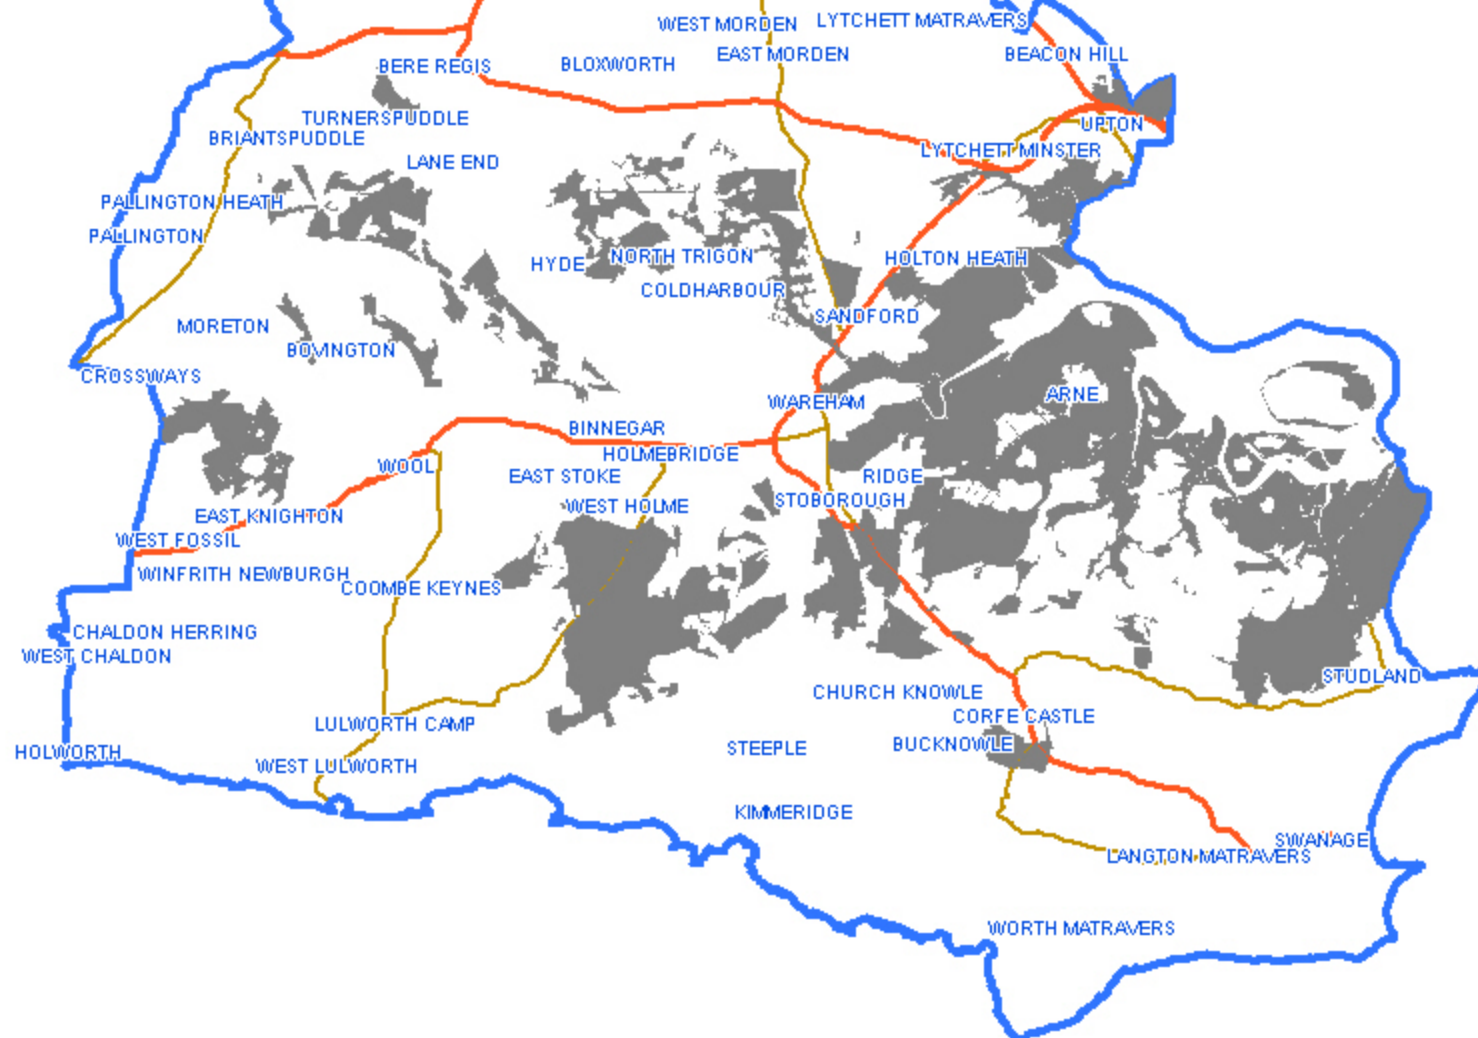 WEST MORDEN
LYTCHETT MATRAVERS
EAST MORDEN
BEACON HILL
BERE REGIS
BLOXWORTH
TURNERSPUDDLE
UPTON
BRIANTSPUDDLE
LYTCHETT MINSTER
LANE END
PALLINGTON HEATH
PALLINGTON
HYDE
NORTH TRIGON
HOLTON HEATH
COLDHARBOUR
SANDFORD
MORETON
BOVINGTON
CROSSWAYS
ARNE
WAREHAM
BINNEGAR
HOLMEBRIDGE
WOOL
EAST STOKE
RIDGE
WEST HOLME
STOBOROUGH
EAST KNIGHTON
WEST FOSSIL
WINFRITH NEWBURGH
COOMBE KEYNES
CHALDON HERRING
WEST CHALDON
STUDLAND
CHURCH KNOWLE
CORFE CASTLE
LULWORTH CAMP
BUCKNOWLE
STEEPLE
HOLWORTH
WEST LULWORTH
KIMMERIDGE
SWANAGE
LANGTON MATRAVERS
WORTH MATRAVERS